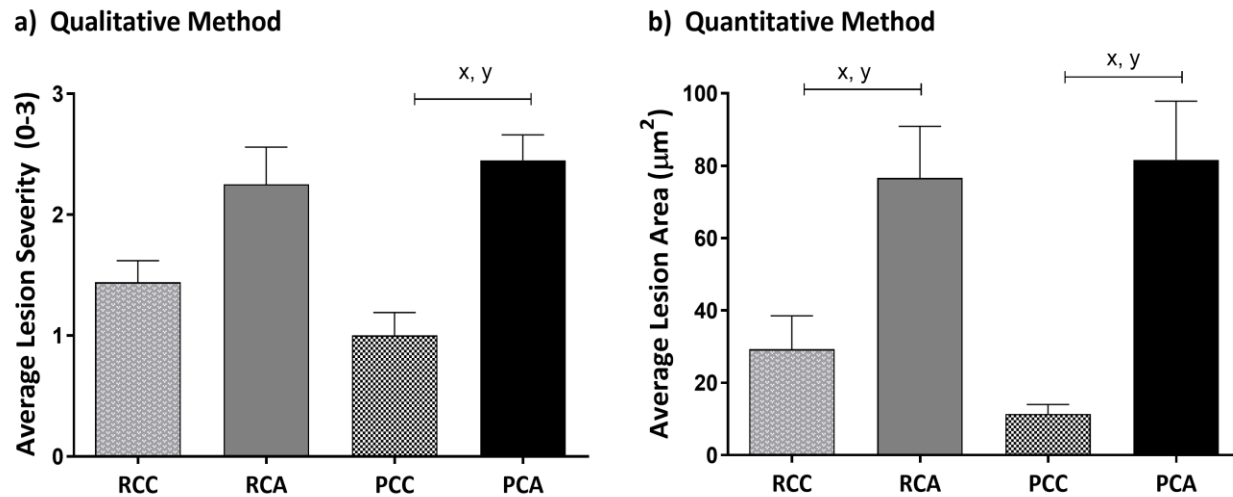 a) Qualitative Method
x, y
Average Lesion Severity (0-3)
3
2
1
0
RCC RCA PCC PCA
b) Quantitative Method
x, y
x, y
Average Lesion Area (μm²)
100
80
60
40
20
0
RCC RCA PCC PCA